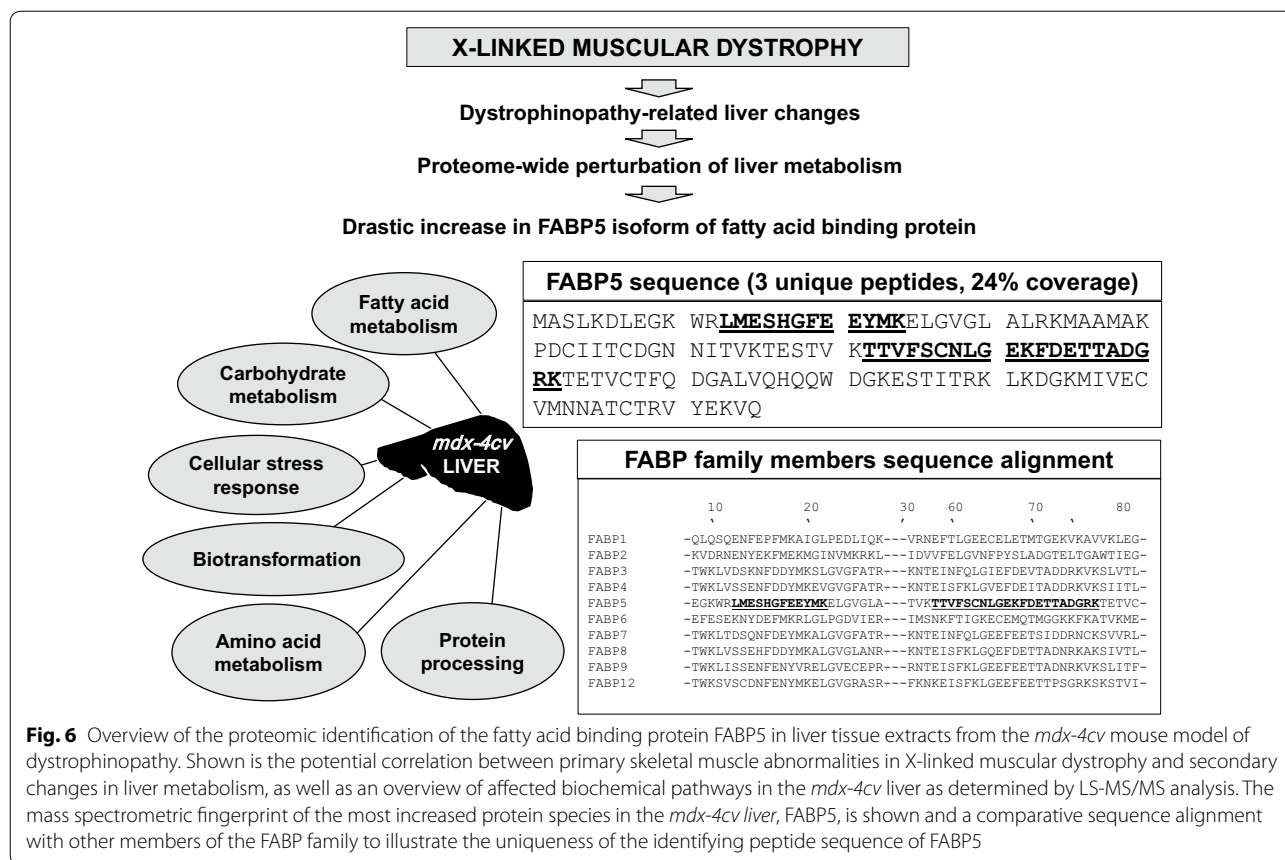 X-LINKED MUSCULAR DYSTROPHY
Dystrophinopathy-related liver changes
Proteome-wide perturbation of liver metabolism
Drastic increase in FABP5 isoform of fatty acid binding protein
Fatty acid
metabolism
Carbohydrate
metabolism
Cellular stress
response
Biotransformation
Amino acid
metabolism
Protein
processing
mdx-4cv
LIVER
FABP5 sequence (3 unique peptides, 24% coverage)
MASLKDLEGK WRLMESHGFE EYMKELGVGL ALRKMAAMAK
PDCIITCDGN NITVKTESTV KTTVFSCNLG EKFDETTADG
RKTETVCTFQ DGALVQHQQW DGKESTITRK LKDGKMIVEC
VMNNATCTRV YEKVQ
FABP family members sequence alignment
10 20 30 60 70 80
FABP1 -QLQSQENFEPFMKAIGLPEDLIQK---VRNEFTLGEECELETMTGEKVKAVVKLEG-
FABP2 -KVDRNENYEKFMEKMGINVMKRKL---IDVVFELGVNFPYSLADGTELTGAWTIEG-
FABP3 -TWKLVDSKNFDDYMKSLGVGFATR---KNTEISFQLGIEFDEVTADDRKVKSLVTL-
FABP4 -TWKLVSSENFDDYMKEVGVGFATR---KNTEISFKLGVEFDEITADDRKVKSIITL-
FABP5 -EGKWRLMESHGFEEYMKELGVGLA---TVKTTVFSCNLGEKFDETTADGRKTETVC-
FABP6 -EFESEKNYDEFMKRLGLPGDVIER---IMSNKFTIGKECEMQTMGGKKFKATVKME-
FABP7 -TWKLTDSQNFDEYMKALGVGFATR---KNTEINFQLGEEFEETSIDDRNCKSVVRL-
FABP8 -TWKLVSSEHFDDYMKALGVGLANR---KNTEISFKLGQEFDETTADNRKAKSIVTL-
FABP9 -TWKLISSENFENYVRELGVECEPR---RNTEISFKLGEEFEETTADNRKVKSLITF-
FABP12 -TWKSVSCDNFENYMKELGVGRASR---FKNKEISFKLGEEFEETTPSGRKSKSTVI-
Fig. 6 Overview of the proteomic identification of the fatty acid binding protein FABP5 in liver tissue extracts from the mdx-4cv mouse model of
dystrophinopathy. Shown is the potential correlation between primary skeletal muscle abnormalities in X-linked muscular dystrophy and secondary
changes in liver metabolism, as well as an overview of affected biochemical pathways in the mdx-4cv liver as determined by LS-MS/MS analysis. The
mass spectrometric fingerprint of the most increased protein species in the mdx-4cv liver, FABP5, is shown and a comparative sequence alignment
with other members of the FABP family to illustrate the uniqueness of the identifying peptide sequence of FABP5